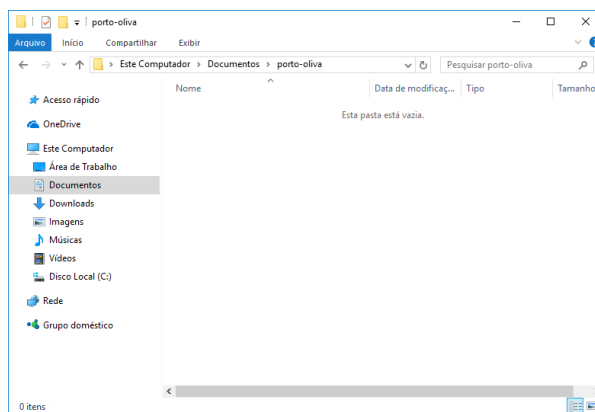 porto-oliva
Arquivo Início Compartilhar Exibir
Este Computador > Documentos > porto-oliva Pesquisar porto-oliva
Nome Data de modificaç... Tipo Tamanho
Esta pasta está vazia.
Acesso rápido
OneDrive
Este Computador
Área de Trabalho
Documentos
Downloads
Imagens
Músicas
Vídeos
Disco Local (C:)
Rede
Grupo doméstico
0 itens